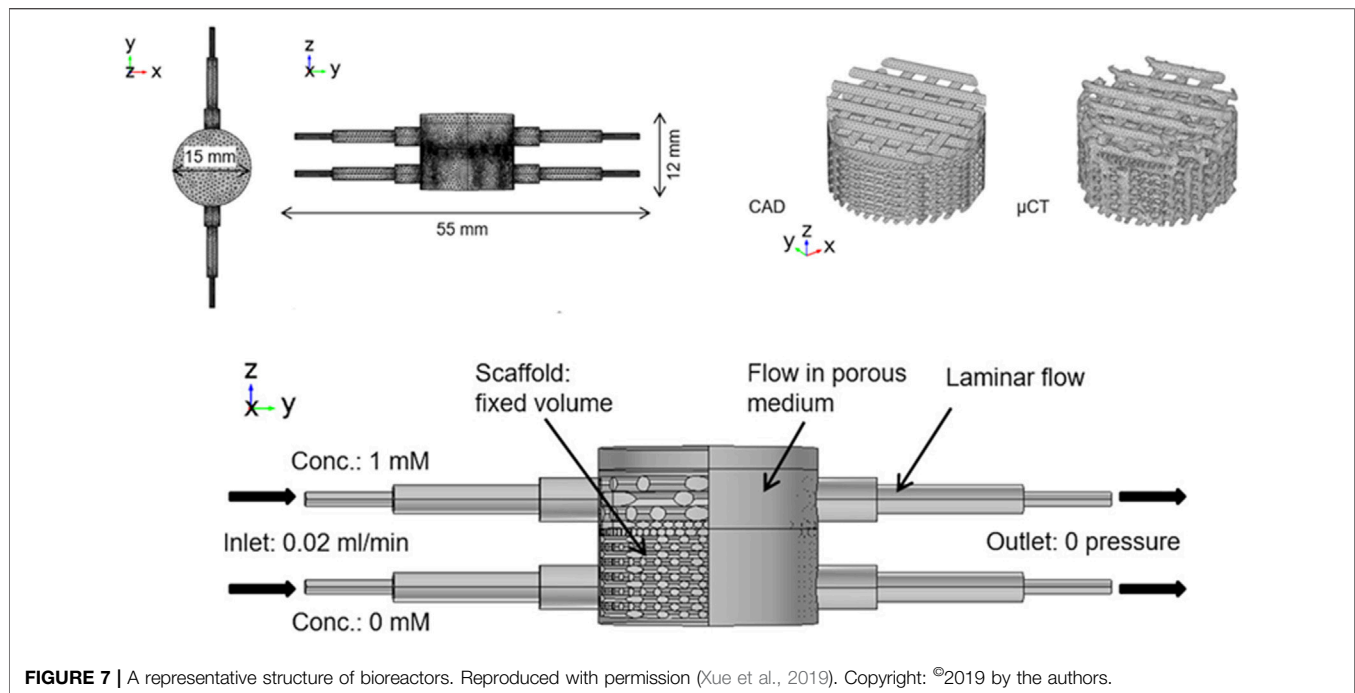 y
z x
15 mm
z
x y
12 mm
55 mm
CAD
µCT
z
y x
z
x y
Scaffold:
fixed volume
Flow in porous
medium
Laminar flow
Conc.: 1 mM
Inlet: 0.02 ml/min
Outlet: 0 pressure
Conc.: 0 mM
FIGURE 7 | A representative structure of bioreactors. Reproduced with permission (Xue et al., 2019). Copyright: ©2019 by the authors.